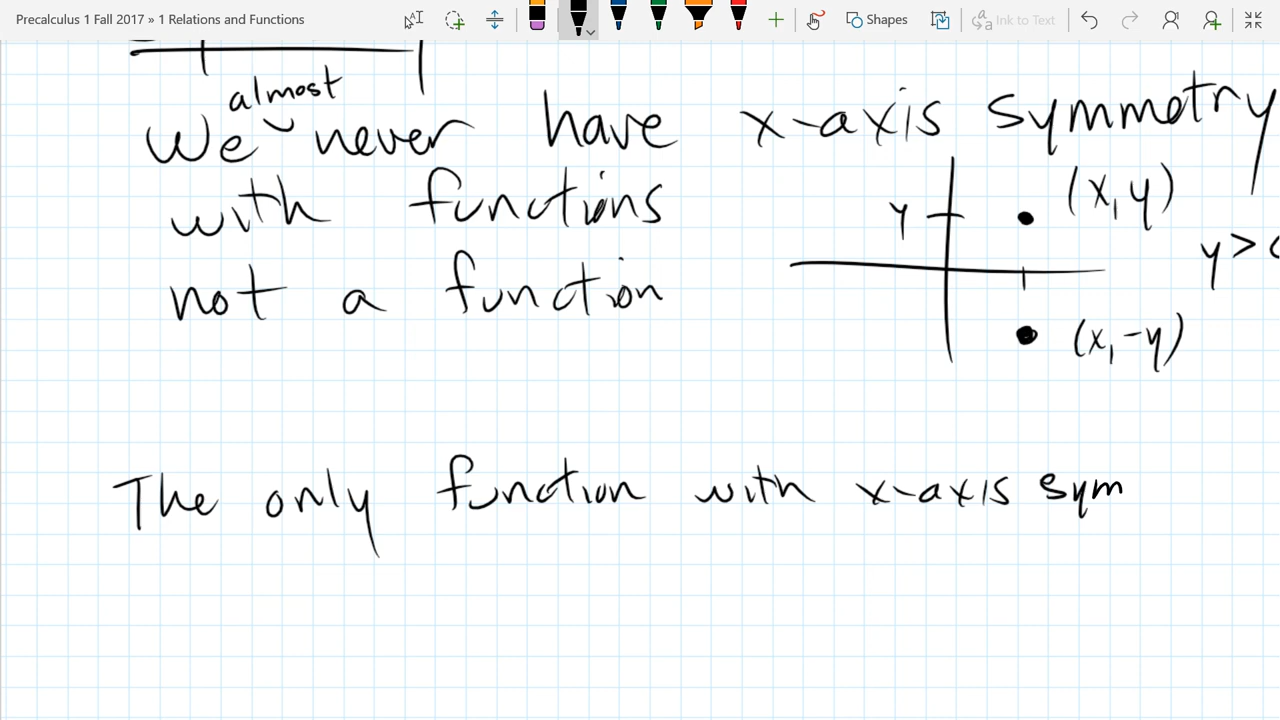 Precalculus 1 Fall 2017 » 1 Relations and Functions
Shapes
Ink to Text
almost
We never have x-axis symmetry
with functions
not a function
y
(x,y)
y>
(x,-y)
The only function with x-axis sym